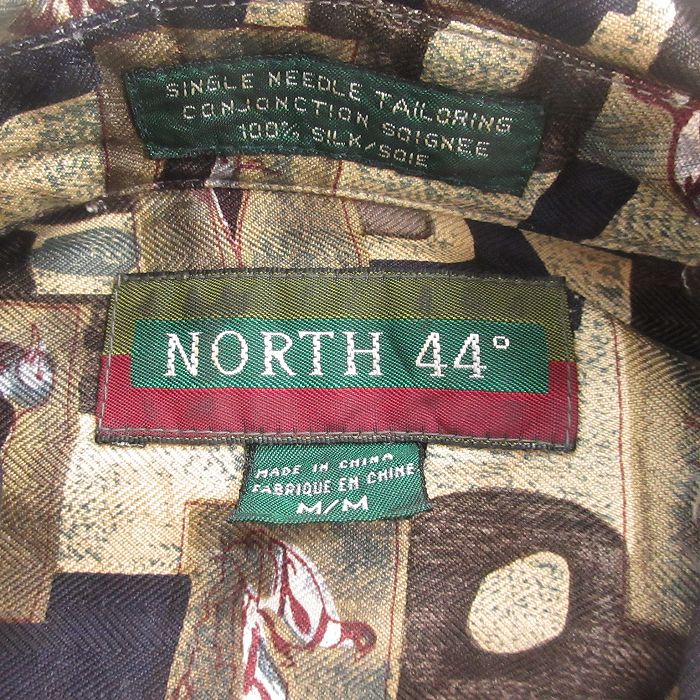 SINGLE NEEDLE TAILORING
CONJONCTION SOIGNEE
100% SILK/SOIE
NORTH 44°
MADE IN CHINA
FABRIQUE EN CHINE
M/M